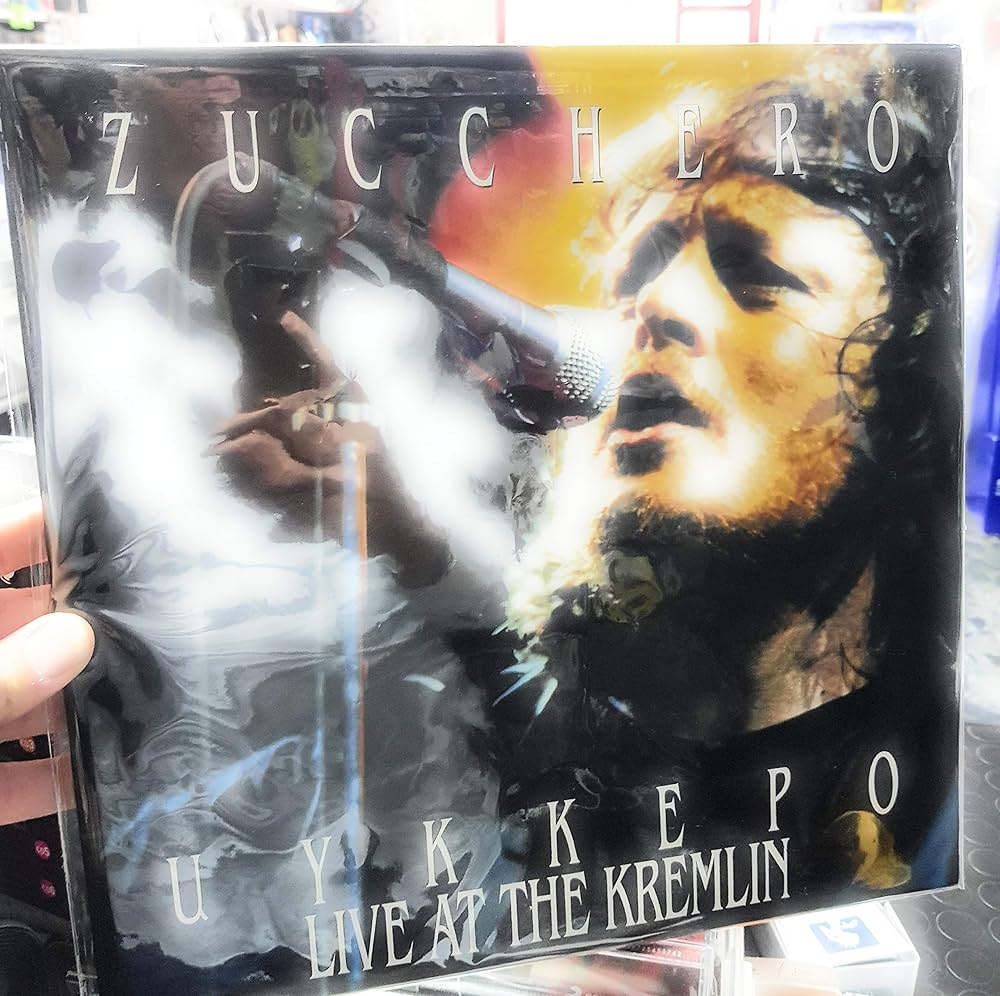 ZUCCHERO
UYKKEPO
LIVE AT THE KREMLIN